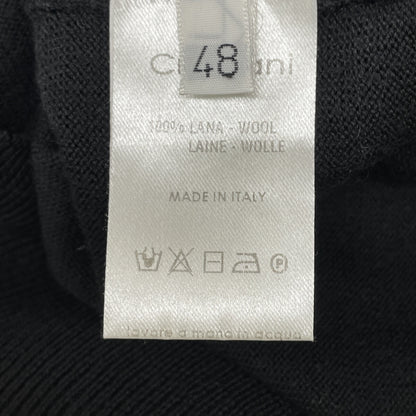 48
100% LANA - WOOL
LAINE - WOLLE
MADE IN ITALY
P
lavare a mano in acqua